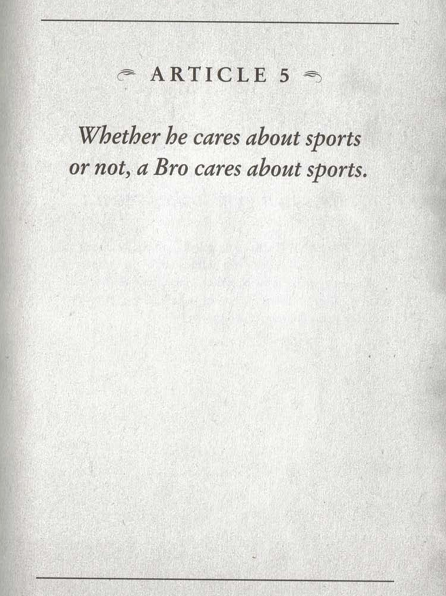 ARTICLE 5
Whether he cares about sports
or not, a Bro cares about sports.